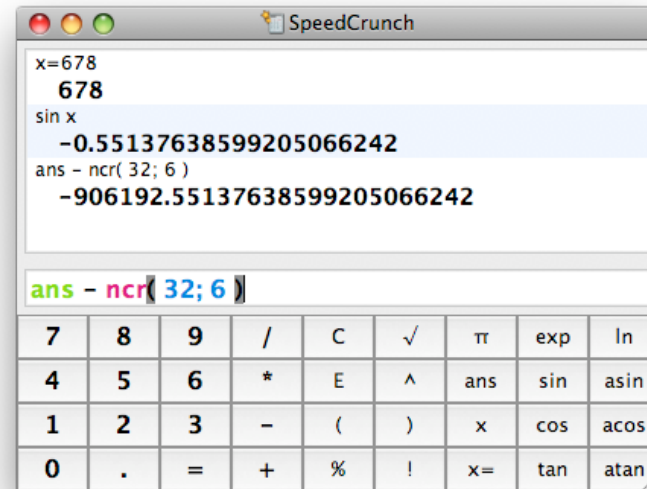 SpeedCrunch
x=678
678
sin x
-0.55137638599205066242
ans - ncr( 32; 6 )
-906192.55137638599205066242
ans - ncr( 32; 6 )
7 8 9 / C √ π exp ln
4 5 6 * E ^ ans sin asin
1 2 3 - ( ) x cos acos
0 . = + % ! x= tan atan